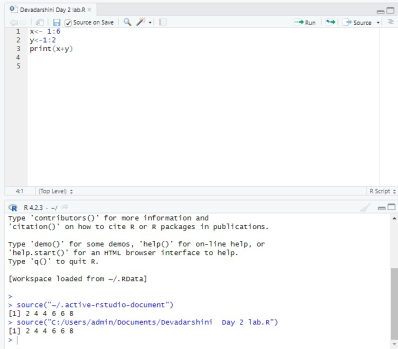 Devadarshini Day 2 lab.R
Source on Save
Run
Source
1 x<- 1:6
2 y<-1:2
3 print(x+y)
4
5
4:1 (Top Level) R Script
R 4.2.3 · ~/
Type 'contributors()' for more information and
'citation()' on how to cite R or R packages in publications.
Type 'demo()' for some demos, 'help()' for on-line help, or
'help.start()' for an HTML browser interface to help.
Type 'q()' to quit R.
[Workspace loaded from ~/.RData]
>
> source("~/.active-rstudio-document")
[1] 2 4 4 6 6 8
> source("C:/Users/admin/Documents/Devadarshini  Day 2 lab.R")
[1] 2 4 4 6 6 8
>